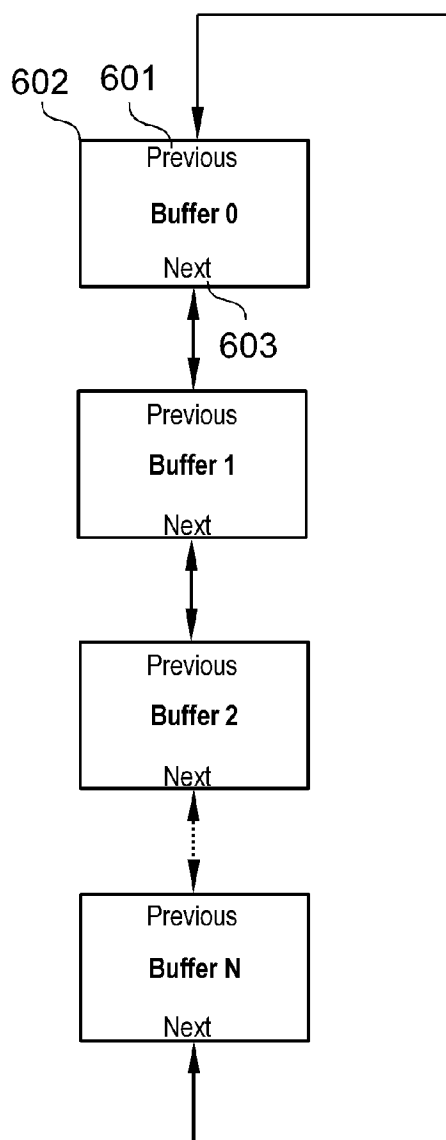 601
602
Previous
Buffer 0
Next
603
Previous
Buffer 1
Next
Previous
Buffer 2
Next
Previous
Buffer N
Next